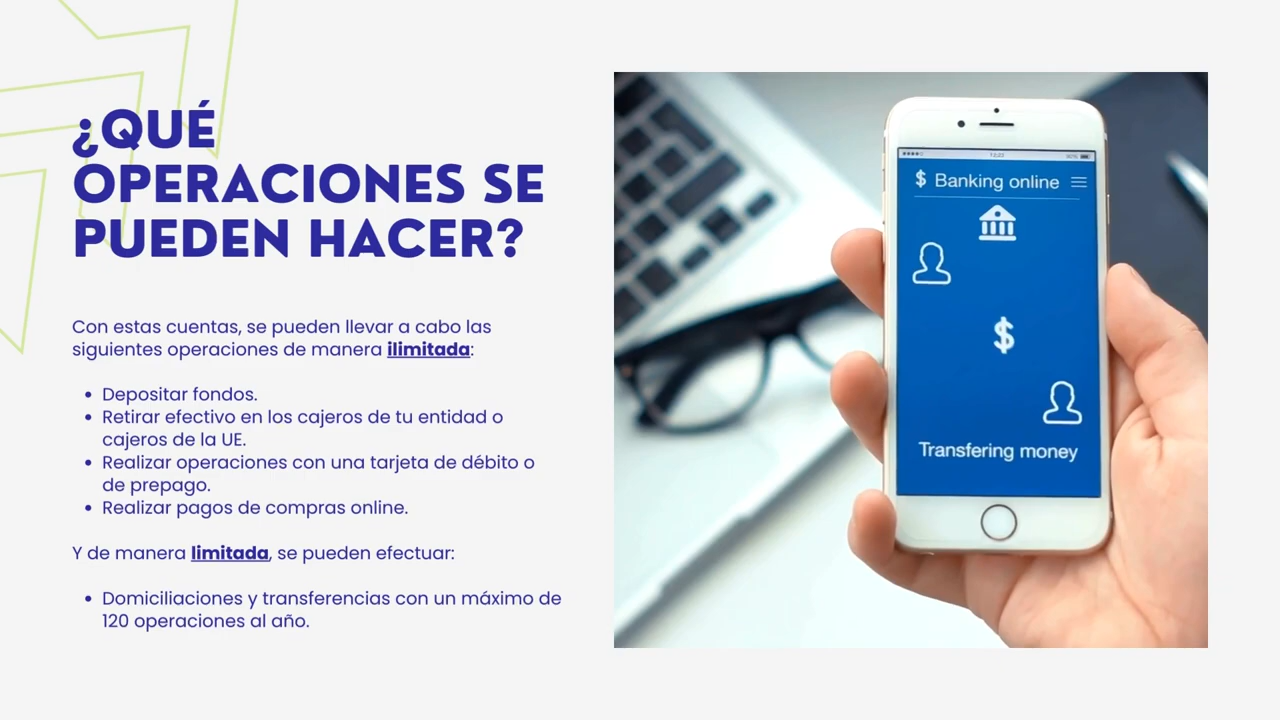 ¿QUÉ
OPERACIONES SE
PUEDEN HACER?
Con estas cuentas, se pueden llevar a cabo las
siguientes operaciones de manera ilimitada:
• Depositar fondos.
• Retirar efectivo en los cajeros de tu entidad o
cajeros de la UE.
• Realizar operaciones con una tarjeta de débito o
de prepago.
• Realizar pagos de compras online.
Y de manera limitada, se pueden efectuar:
• Domiciliaciones y transferencias con un máximo de
120 operaciones al año.
$ Banking online
$
Transfering money